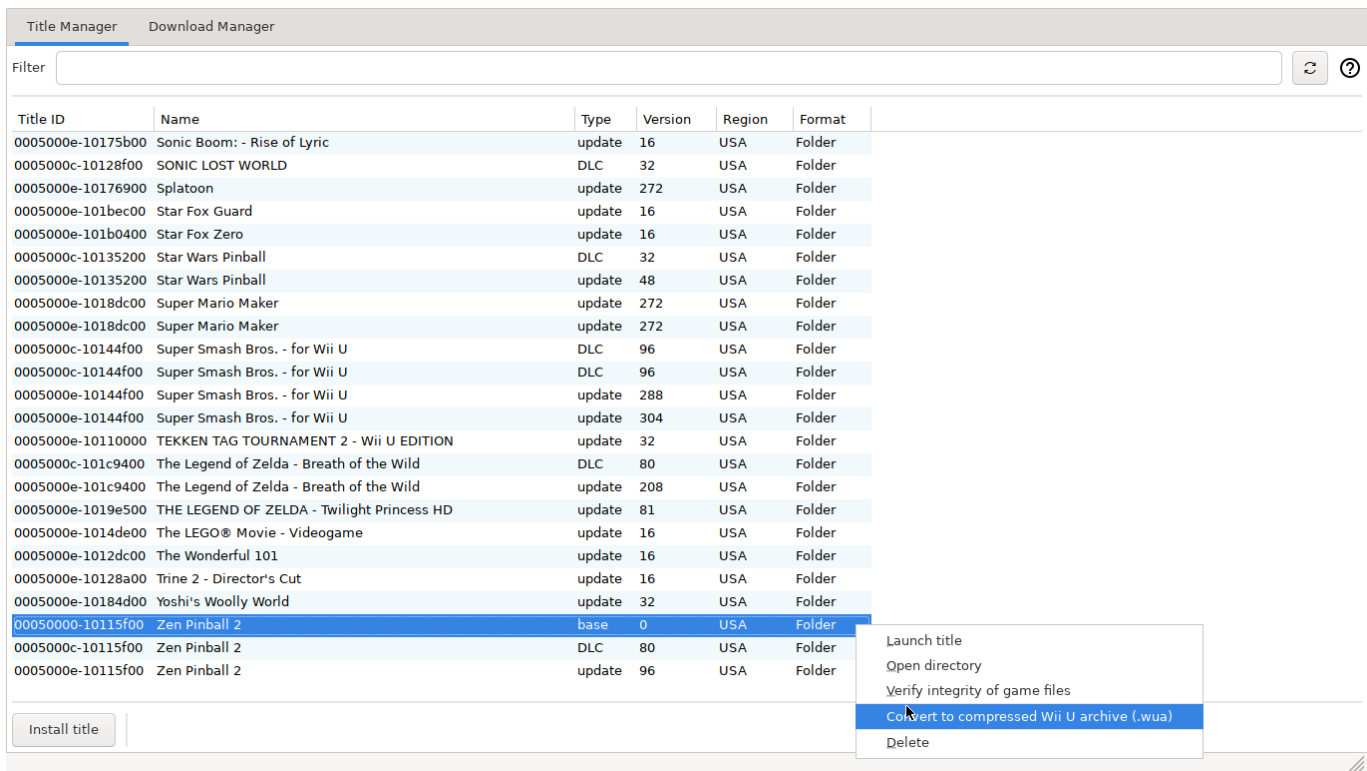 Title Manager Download Manager
Filter
Title ID Name Type Version Region Format
0005000e-10175b00 Sonic Boom: - Rise of Lyric update 16 USA Folder
0005000c-10128f00 SONIC LOST WORLD DLC 32 USA Folder
0005000e-10176900 Splatoon update 272 USA Folder
0005000e-101bec00 Star Fox Guard update 16 USA Folder
0005000e-101b0400 Star Fox Zero update 16 USA Folder
0005000c-10135200 Star Wars Pinball DLC 32 USA Folder
0005000e-10135200 Star Wars Pinball update 48 USA Folder
0005000e-1018dc00 Super Mario Maker update 272 USA Folder
0005000e-1018dc00 Super Mario Maker update 272 USA Folder
0005000c-10144f00 Super Smash Bros. - for Wii U DLC 96 USA Folder
0005000c-10144f00 Super Smash Bros. - for Wii U DLC 96 USA Folder
0005000e-10144f00 Super Smash Bros. - for Wii U update 288 USA Folder
0005000e-10144f00 Super Smash Bros. - for Wii U update 304 USA Folder
0005000e-10110000 TEKKEN TAG TOURNAMENT 2 - Wii U EDITION update 32 USA Folder
0005000c-101c9400 The Legend of Zelda - Breath of the Wild DLC 80 USA Folder
0005000e-101c9400 The Legend of Zelda - Breath of the Wild update 208 USA Folder
0005000e-1019e500 THE LEGEND OF ZELDA - Twilight Princess HD update 81 USA Folder
0005000e-1014de00 The LEGO® Movie - Videogame update 16 USA Folder
0005000e-1012dc00 The Wonderful 101 update 16 USA Folder
0005000e-10128a00 Trine 2 - Director's Cut update 16 USA Folder
0005000e-10184d00 Yoshi's Woolly World update 32 USA Folder
00050000-10115f00 Zen Pinball 2 base 0 USA Folder
0005000c-10115f00 Zen Pinball 2 DLC 80 USA Folder
0005000e-10115f00 Zen Pinball 2 update 96 USA Folder
Launch title
Open directory
Verify integrity of game files
Convert to compressed Wii U archive (.wua)
Delete
Install title